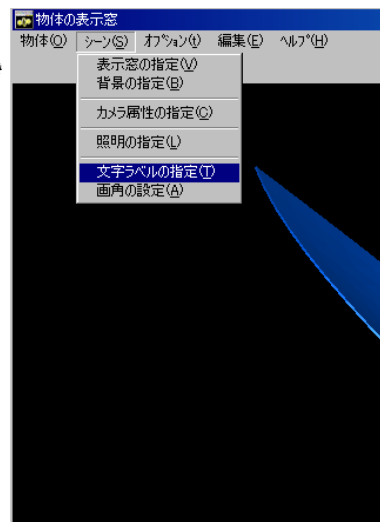 物体の表示窓
物体(O) シーン(S) オプション(t) 編集(E) ヘルプ(H)
表示窓の指定(V)
背景の指定(B)
カメラ属性の指定(C)
照明の指定(L)
文字ラベルの指定(T)
画角の設定(A)